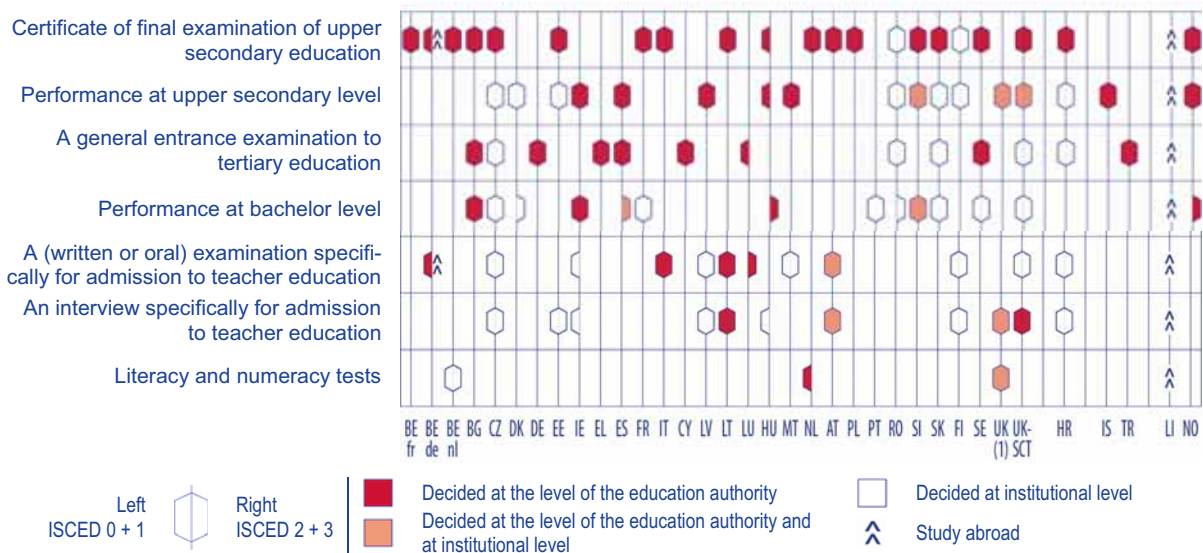 Certificate of final examination of upper
secondary education
Performance at upper secondary level
A general entrance examination to
tertiary education
Performance at bachelor level
A (written or oral) examination specifi-
cally for admission to teacher education
An interview specifically for admission
to teacher education
Literacy and numeracy tests
BE BE BE BG CZ DK DE EE IE EL ES FR IT CY LV LT LU HU MT NL AT PL PT RO SI SK FI SE UK UK- HR IS TR LI NO
fr de nl (1) SCT
Left Right
ISCED 0 + 1 ISCED 2 + 3
Decided at the level of the education authority
Decided at the level of the education authority and
at institutional level
Decided at institutional level
Study abroad